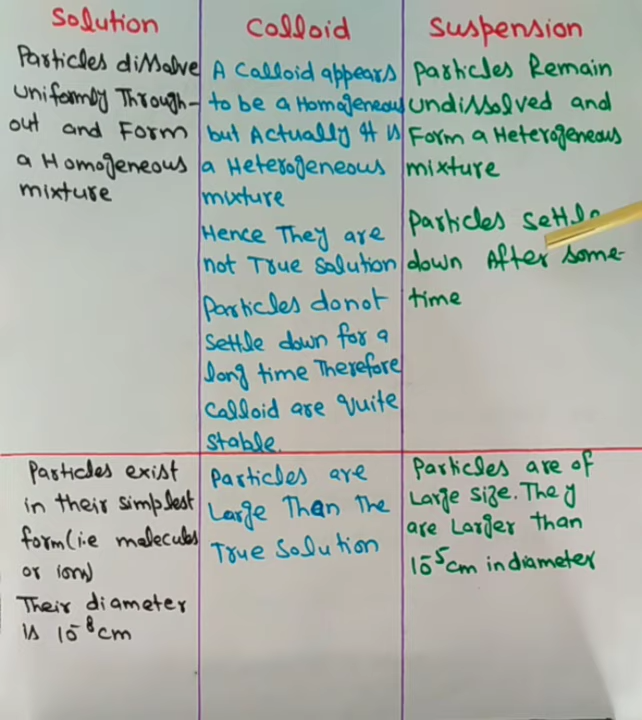 Solution
Particles dissolve
uniformly Through-
out and Form
a Homogeneous
mixture
Colloid
A Colloid appears
to be a Homogeneous
but Actually It is
a Heterogeneous
mixture
Hence They are
not True solution
Particles donot
settle down for a
long time Therefore
Colloid are quite
stable.
Suspension
Particles Remain
undissolved and
Form a Heterogeneous
mixture
Particles settle
down After some-
time
Particles exist
in their simplest
form(i.e molecules
or ions)
Their diameter
is 10⁻⁸cm
Particles are
Large Than The
True Solution
Particles are of
Large size. They
are Larger than
10⁻⁵cm in diameter